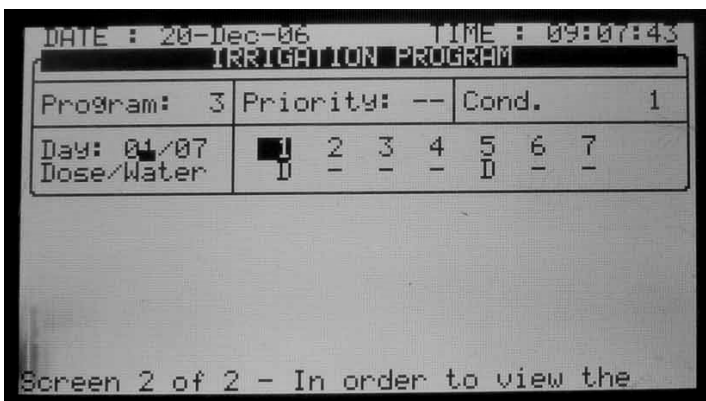 DATE : 20-Dec-06 TIME : 09:07:43
IRRIGATION PROGRAM
Program: 3 Priority: -- Cond. 1
Day: 01/07 1 2 3 4 5 6 7
Dose/Water D - - - D - -
Screen 2 of 2 - In order to view the